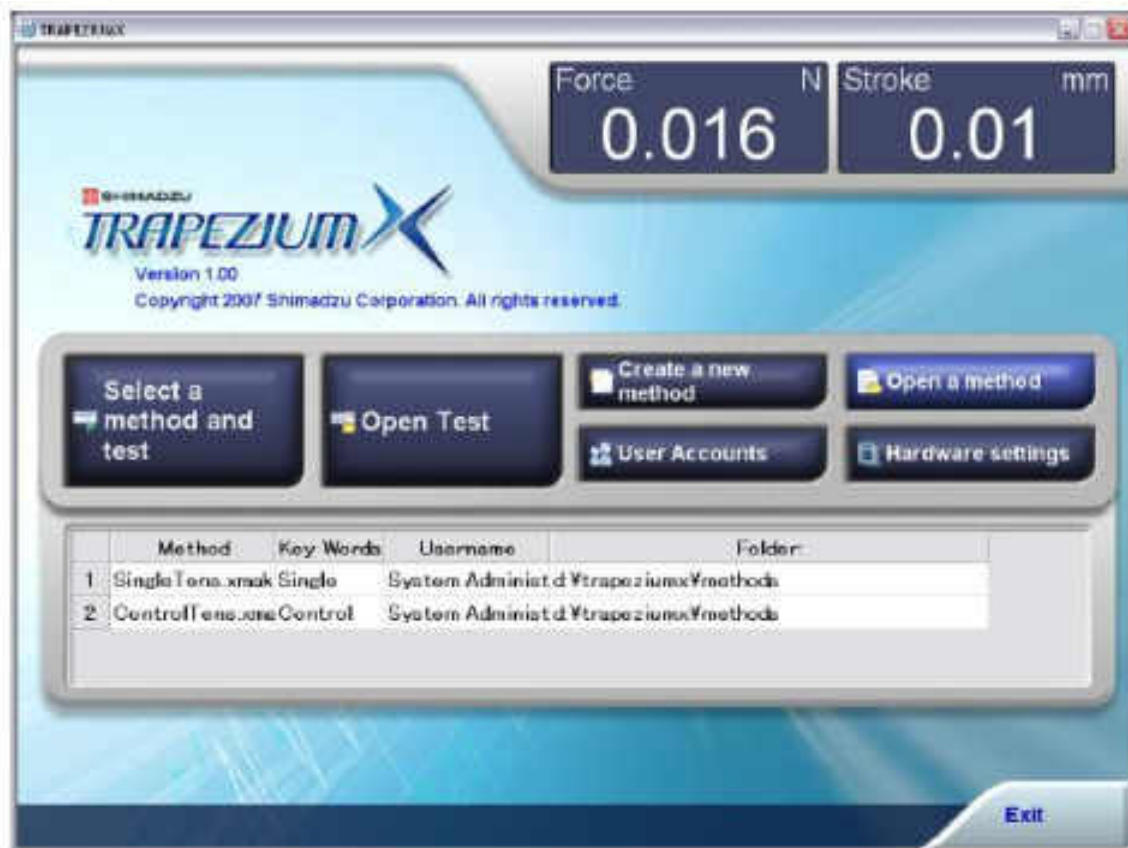 TRAPEZIUMX
Force N
0.016
Stroke mm
0.01
SHIMADZU
TRAPEZIUM X
Version 1.00
Copyright 2007 Shimadzu Corporation. All rights reserved.
Select a
method and
test
Open Test
Create a new
method
Open a method
User Accounts
Hardware settings
Method Key Words Username Folder
1 SingleTens.xmak Single System Administ d:¥trapeziumx¥methods
2 ControlTens.xma Control System Administ d:¥trapeziumx¥methods
Exit